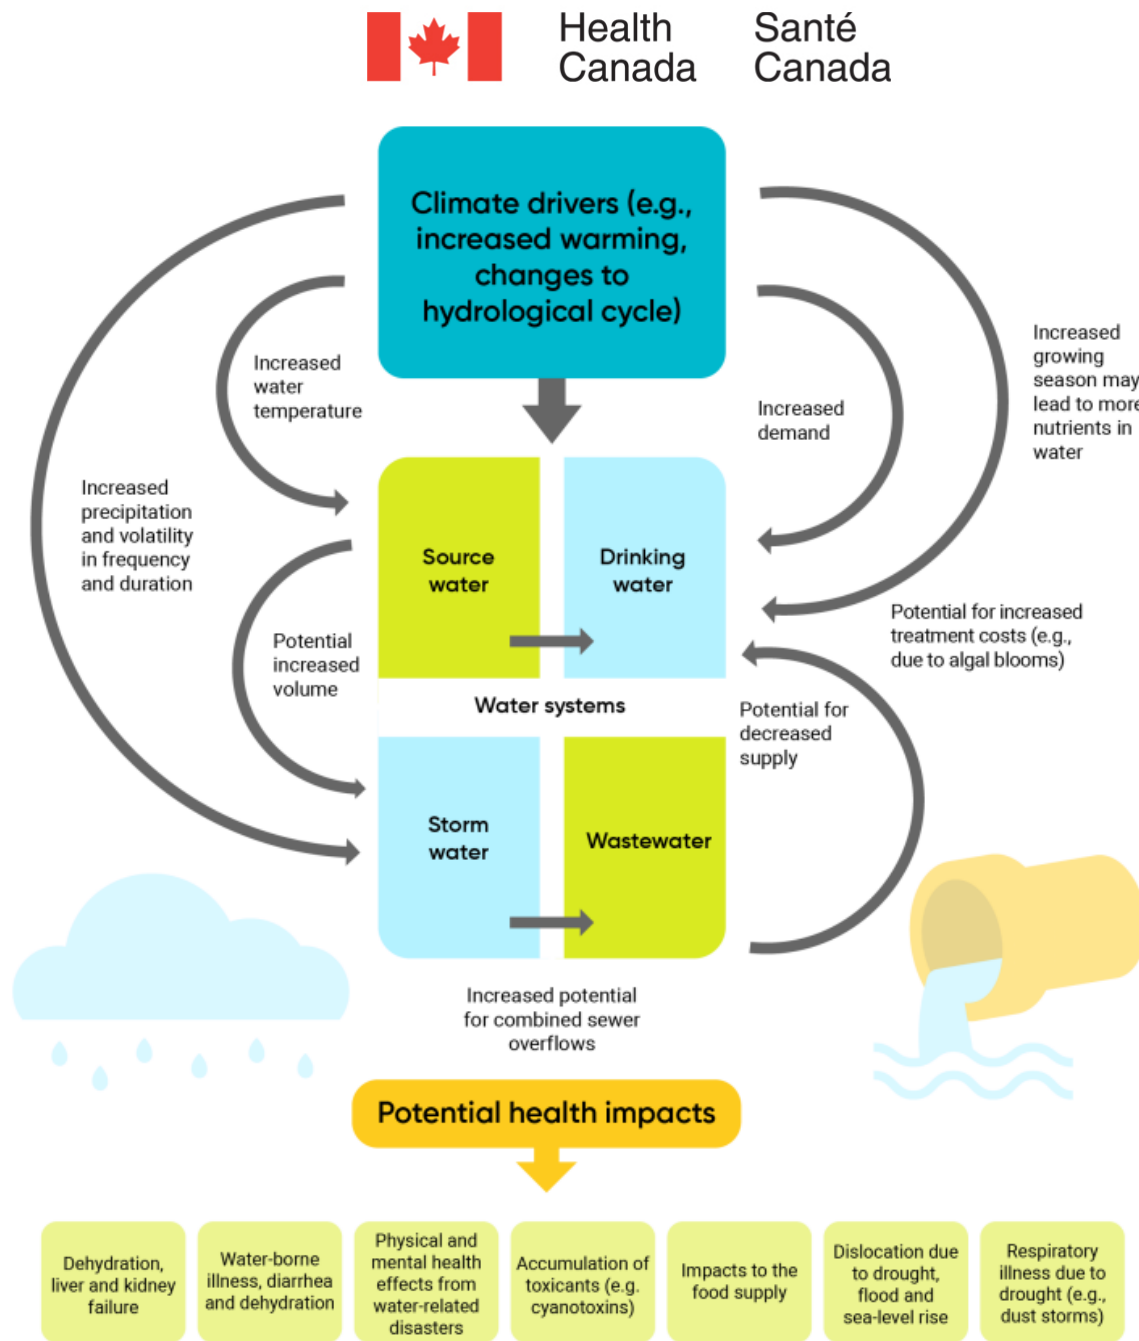 Health
Canada
Santé
Canada
Climate drivers (e.g.,
increased warming,
changes to
hydrological cycle)
Increased
water
temperature
Increased
demand
Increased
growing
season may
lead to more
nutrients in
water
Increased
precipitation
and volatility
in frequency
and duration
Source
water
Drinking
water
Potential for increased
treatment costs (e.g.,
due to algal blooms)
Potential
increased
volume
Water systems
Potential for
decreased
supply
Storm
water
Wastewater
Increased potential
for combined sewer
overflows
Potential health impacts
Dehydration,
liver and kidney
failure
Water-borne
illness, diarrhea
and dehydration
Physical and
mental health
effects from
water-related
disasters
Accumulation of
toxicants (e.g.
cyanotoxins)
Impacts to the
food supply
Dislocation due
to drought,
flood and
sea-level rise
Respiratory
illness due to
drought (e.g.,
dust storms)